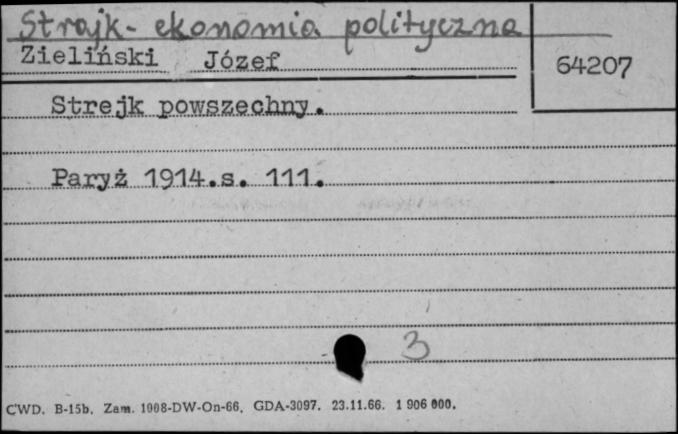 Strajk - ekonomia polityczna
Zieliński Józef
64207
Strejk powszechny.
Paryż 1914.s. 111.
3
CWD. B-15b. Zam. 1908-DW-On-66. GDA-3097. 23.11.66. 1 906 000.